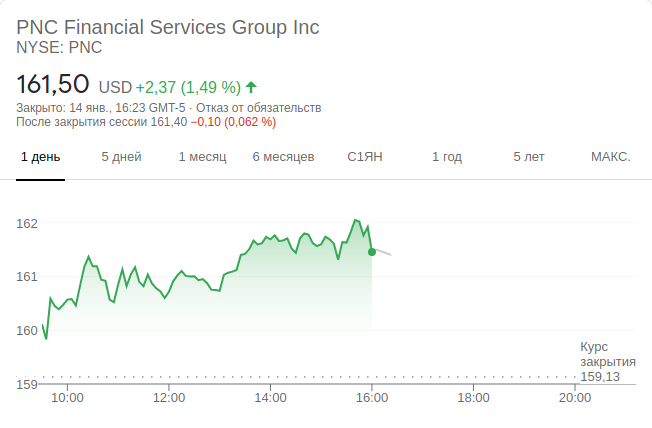 PNC Financial Services Group Inc
NYSE: PNC
161,50 USD +2,37 (1,49 %)
Закрыто: 14 янв., 16:23 GMT-5 · Отказ от обязательств
После закрытия сессии 161,40 −0,10 (0,062 %)
1 день 5 дней 1 месяц 6 месяцев С1ЯН 1 год 5 лет МАКС.
162
161
160
Курс
закрытия
159,13
159
10:00 12:00 14:00 16:00 18:00 20:00